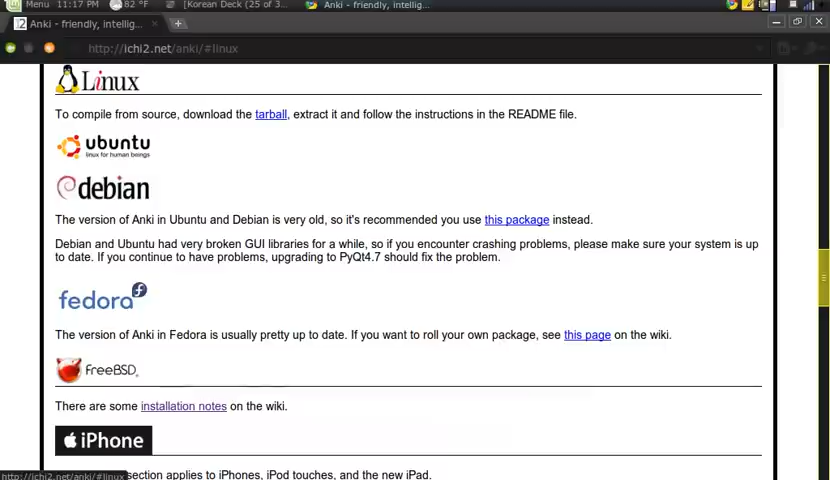 Menu 11:17 PM 82 °F [Korean Deck (25 of 3... Anki - friendly, intellig...
Anki - friendly, intellig...
http://ichi2.net/anki/#linux
Linux
To compile from source, download the tarball, extract it and follow the instructions in the README file.
ubuntu
linux for human beings
debian
The version of Anki in Ubuntu and Debian is very old, so it's recommended you use this package instead.
Debian and Ubuntu had very broken GUI libraries for a while, so if you encounter crashing problems, please make sure your system is up
to date. If you continue to have problems, upgrading to PyQt4.7 should fix the problem.
fedora
The version of Anki in Fedora is usually pretty up to date. If you want to roll your own package, see this page on the wiki.
FreeBSD
There are some installation notes on the wiki.
iPhone
section applies to iPhones, iPod touches, and the new iPad.
http://ichi2.net/anki/#linux